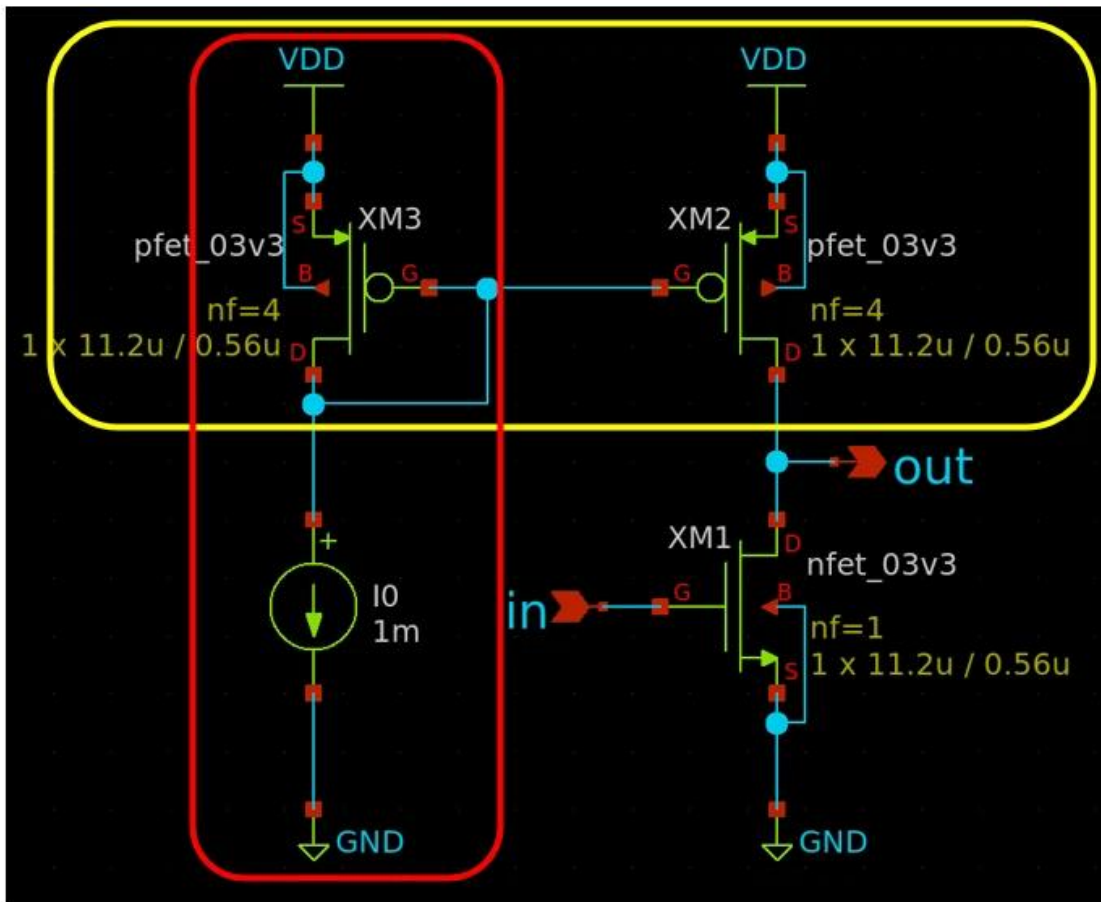 VDD
VDD
S
XM3
XM2
S
pfet_03v3
pfet_03v3
B
G
G
B
nf=4
nf=4
1 x 11.2u / 0.56u
D
1 x 11.2u / 0.56u
D
out
+
XM1
D
nfet_03v3
I0
1m
in
G
B
nf=1
1 x 11.2u / 0.56u
S
GND
GND